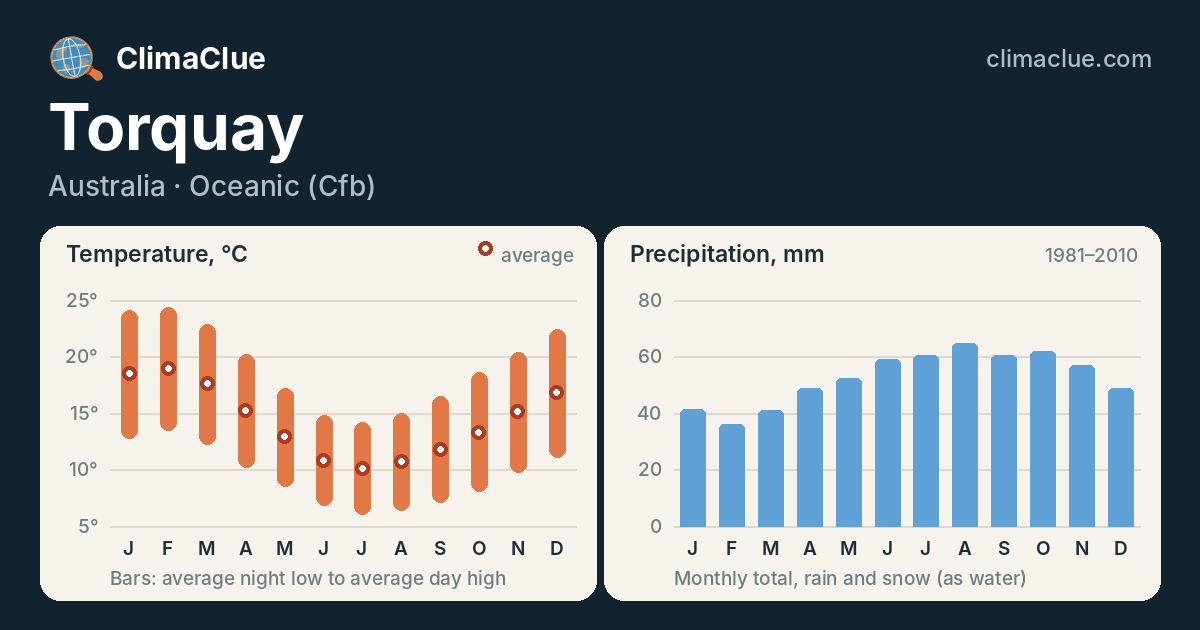 ClimaClue
climaclue.com
Torquay
Australia · Oceanic (Cfb)
Temperature, °C
average
25°
20°
15°
10°
5°
J F M A M J J A S O N D
Bars: average night low to average day high
Precipitation, mm
1981–2010
80
60
40
20
0
J F M A M J J A S O N D
Monthly total, rain and snow (as water)